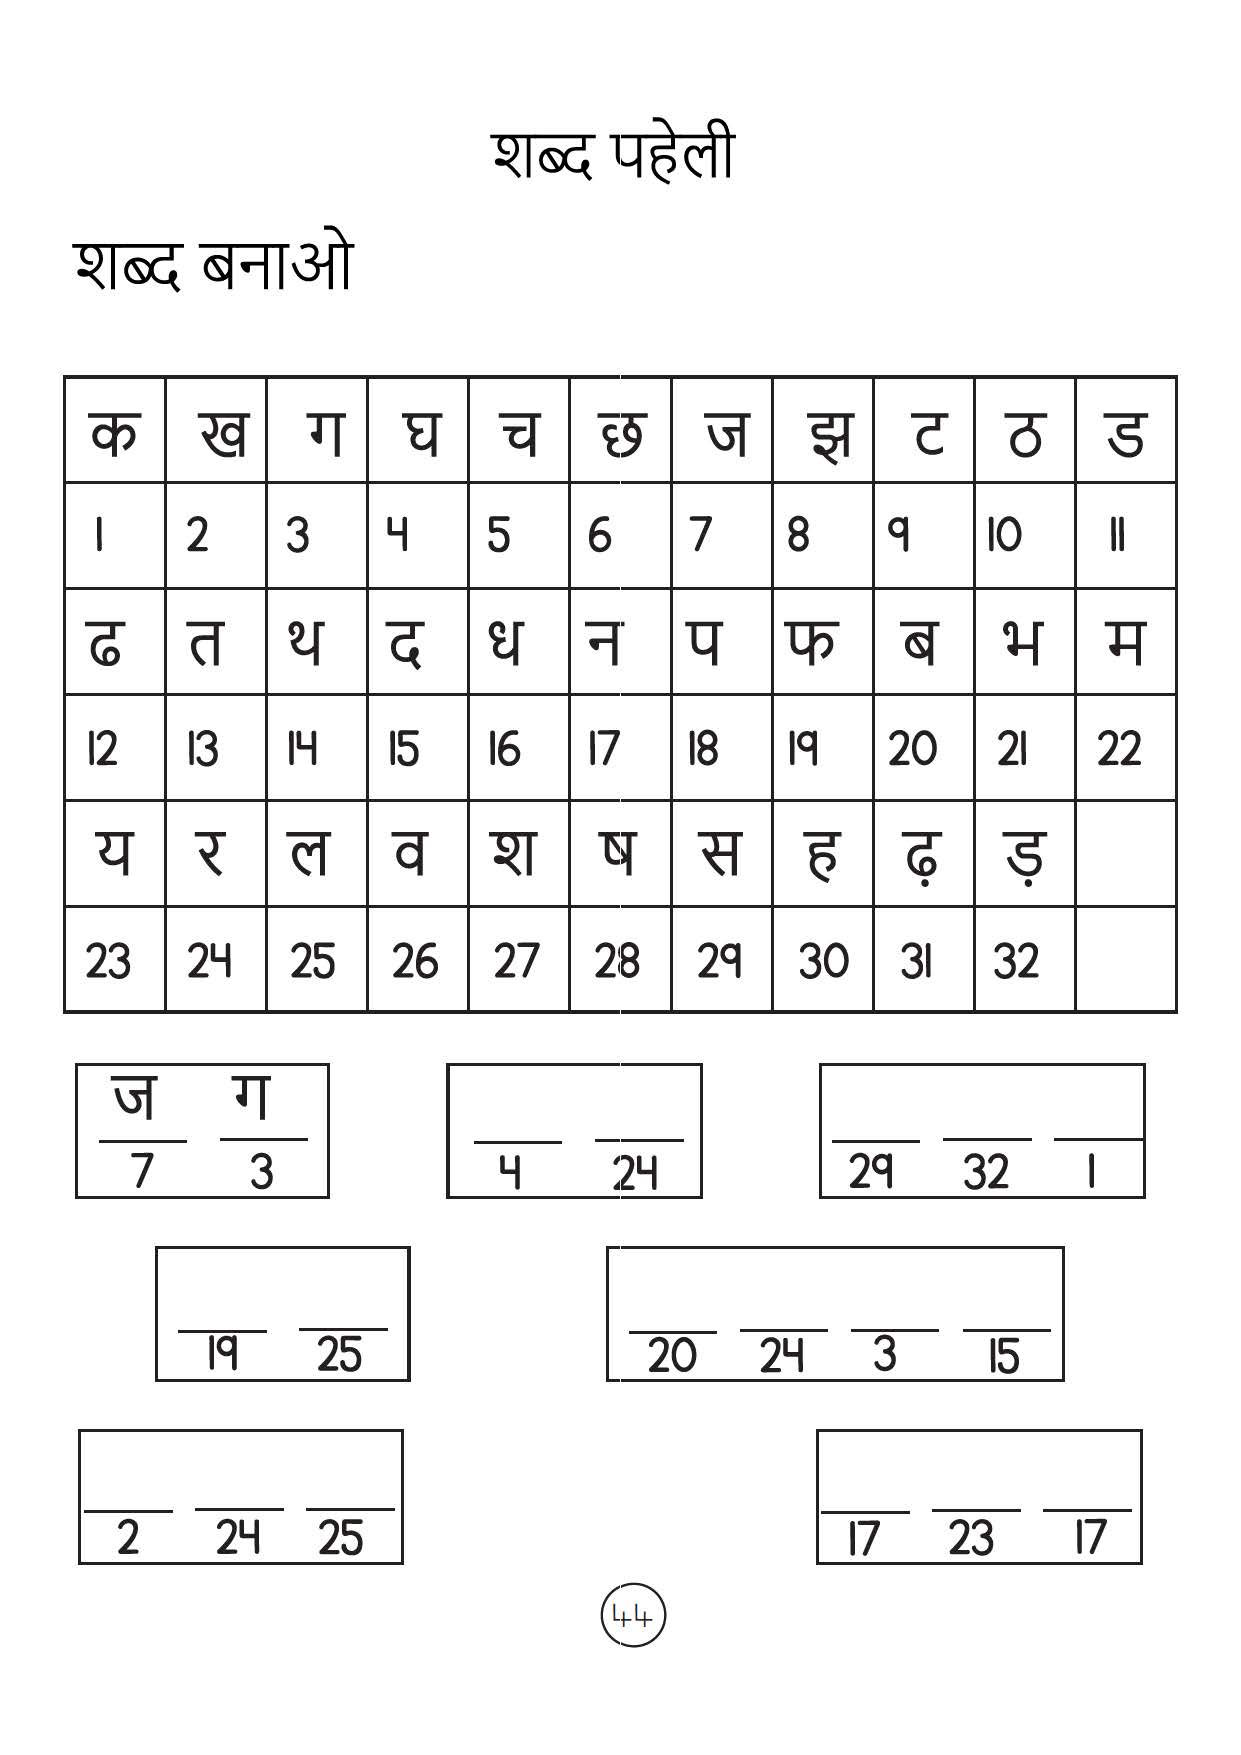 शब्द पहेली
शब्द बनाओ
क ख ग घ च छ ज झ ट ठ ड
1 2 3 4 5 6 7 8 9 10 11
ढ त थ द ध न प फ ब भ म
12 13 14 15 16 17 18 19 20 21 22
य र ल व श ष स ह ढ़ ड़
23 24 25 26 27 28 29 30 31 32
ज ग
7 3 4 24 29 32 1
19 25 20 24 3 15
2 24 25 17 23 17
44